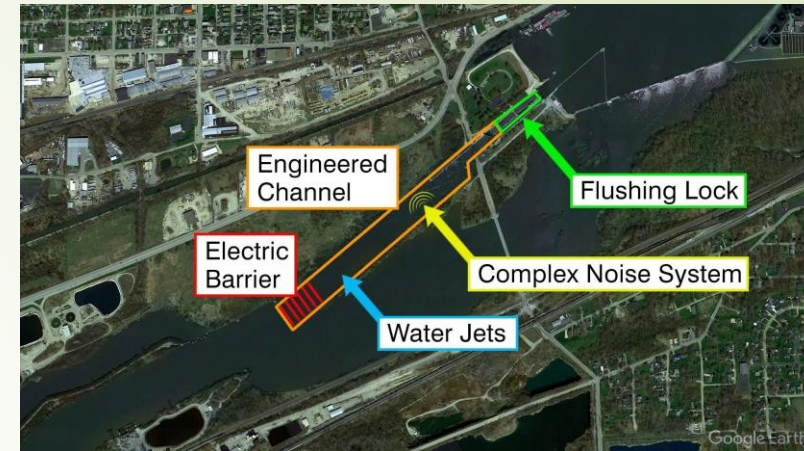 Engineered
Channel
Flushing Lock
Electric
Barrier
Complex Noise System
Water Jets
Google Earth